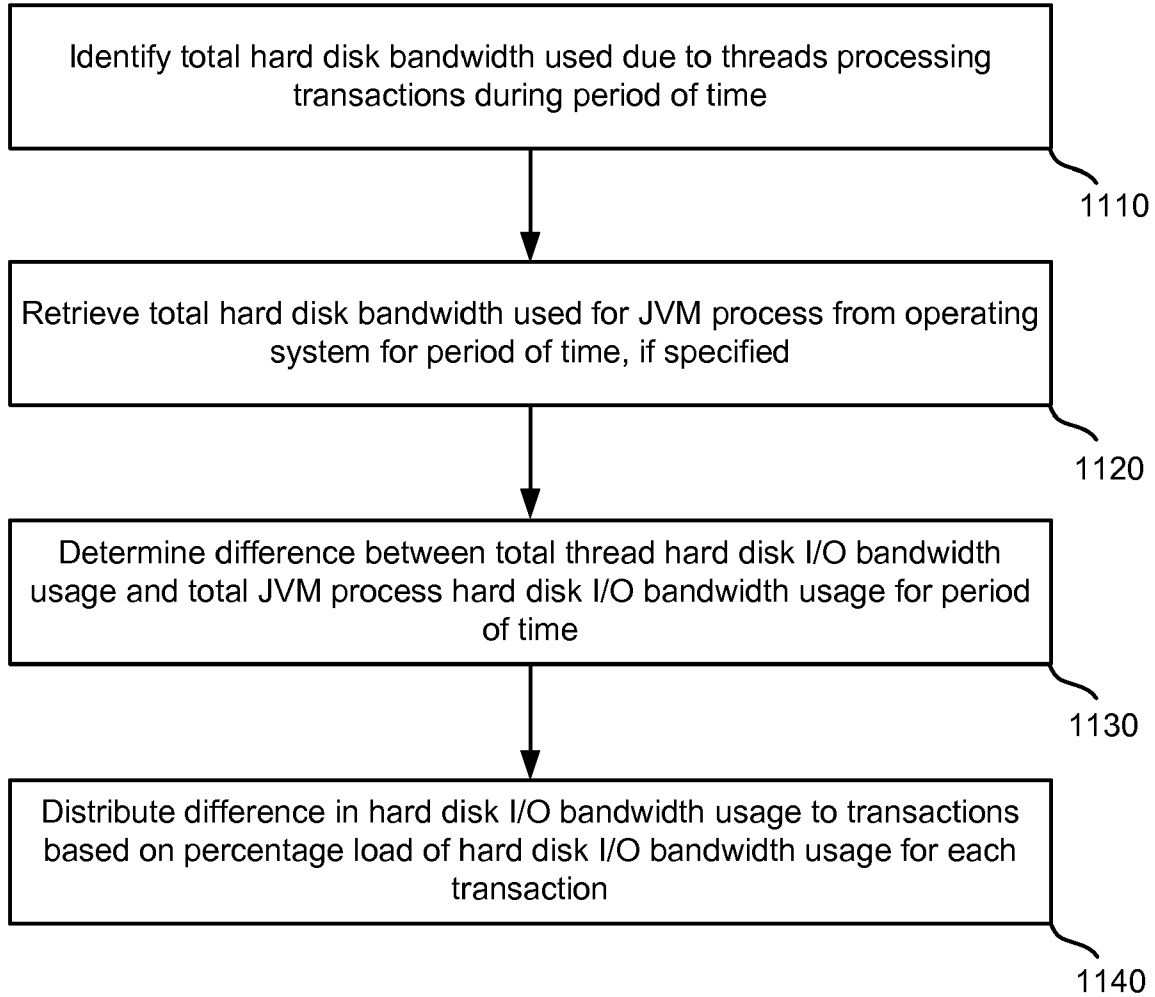 Identify total hard disk bandwidth used due to threads processing
transactions during period of time
1110
Retrieve total hard disk bandwidth used for JVM process from operating
system for period of time, if specified
1120
Determine difference between total thread hard disk I/O bandwidth
usage and total JVM process hard disk I/O bandwidth usage for period
of time
1130
Distribute difference in hard disk I/O bandwidth usage to transactions
based on percentage load of hard disk I/O bandwidth usage for each
transaction
1140